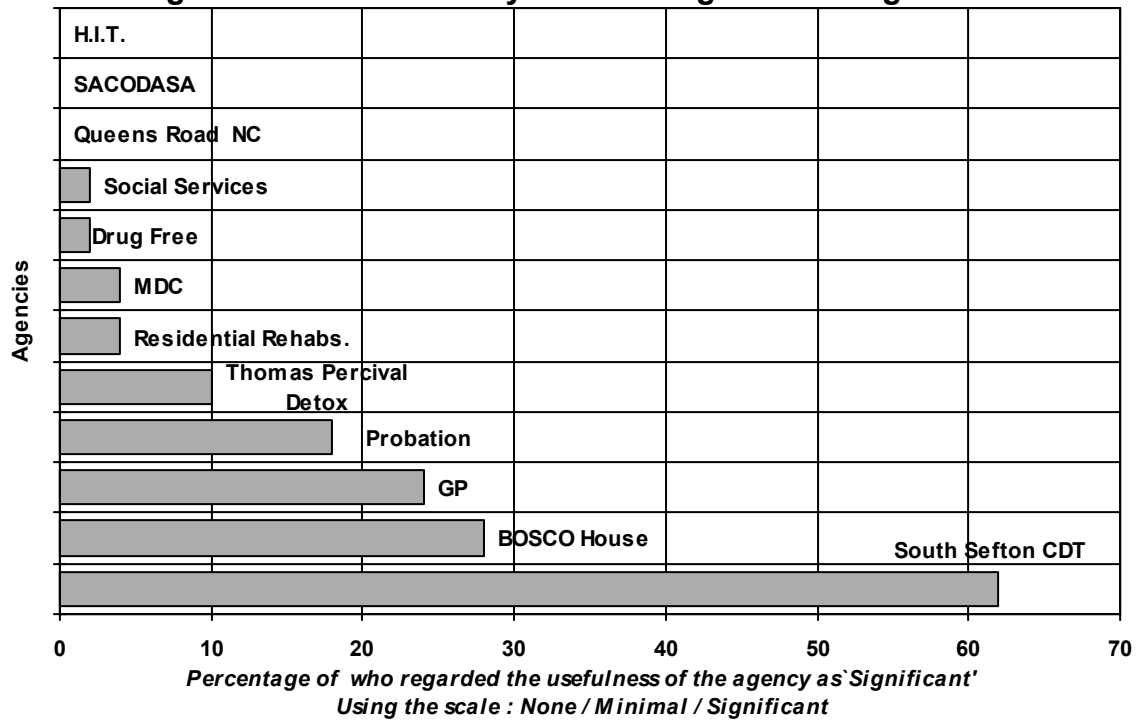 H.I.T.
SACODASA
Queens Road NC
Social Services
Drug Free
MDC
Residential Rehabs.
Thomas Percival
Detox
Probation
GP
BOSCO House
South Sefton CDT
Agencies
0 10 20 30 40 50 60 70
Percentage of who regarded the usefulness of the agency as`Significant'
Using the scale : None / Minimal / Significant